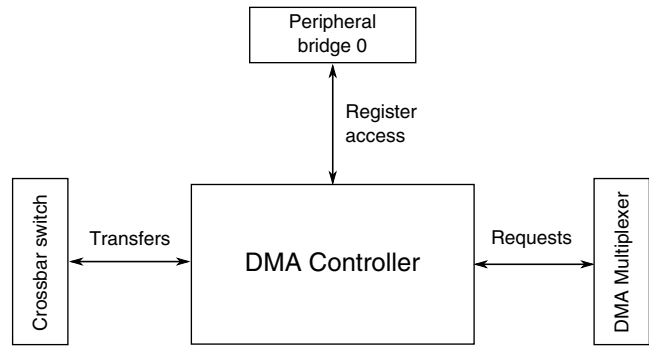 Peripheral
bridge 0
Register
access
Crossbar switch
Transfers
DMA Controller
Requests
DMA Multiplexer